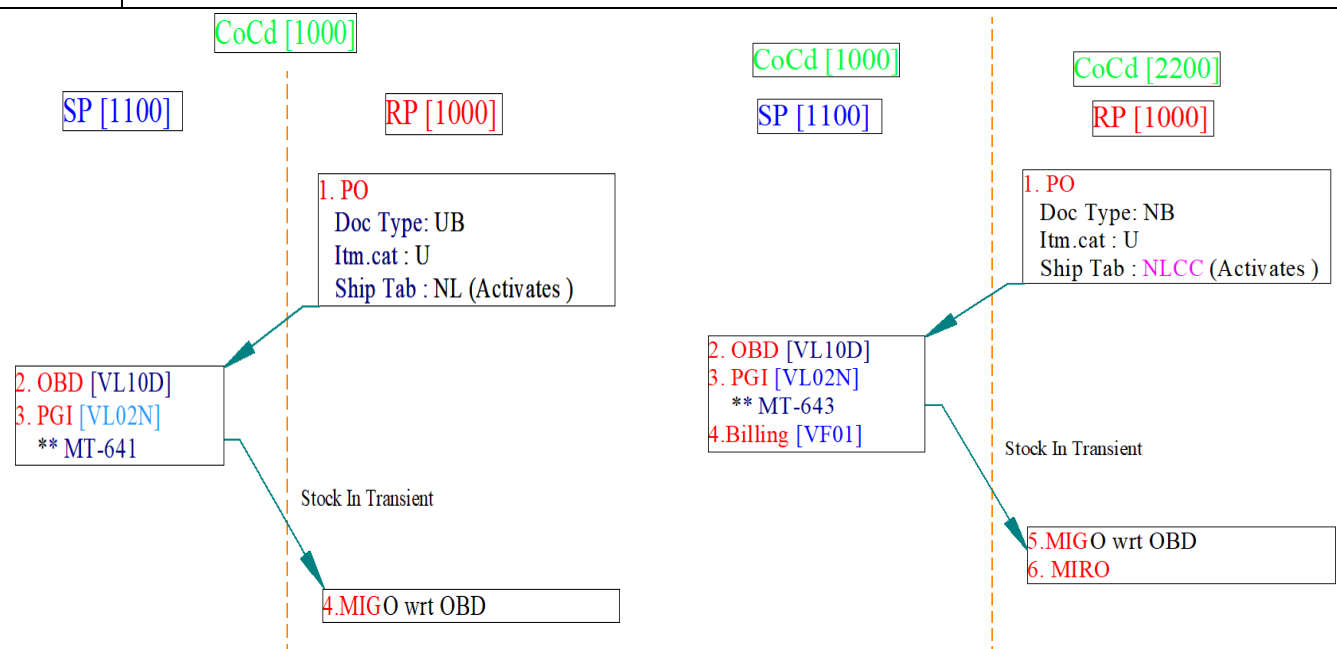 CoCd [1000]
SP [1100]
RP [1000]
1. PO
Doc Type: UB
Itm.cat : U
Ship Tab : NL (Activates )
2. OBD [VL10D]
3. PGI [VL02N]
** MT-641
Stock In Transient
4.MIGO wrt OBD
CoCd [1000]
CoCd [2200]
SP [1100]
RP [1000]
1. PO
Doc Type: NB
Itm.cat : U
Ship Tab : NLCC (Activates )
2. OBD [VL10D]
3. PGI [VL02N]
** MT-643
4.Billing [VF01]
Stock In Transient
5.MIGO wrt OBD
6. MIRO